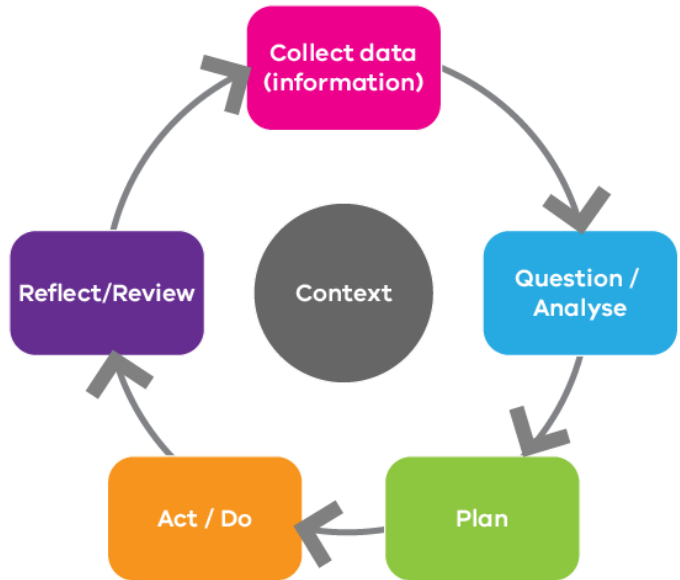 Collect data
(information)
Question /
Analyse
Plan
Act / Do
Reflect/Review
Context